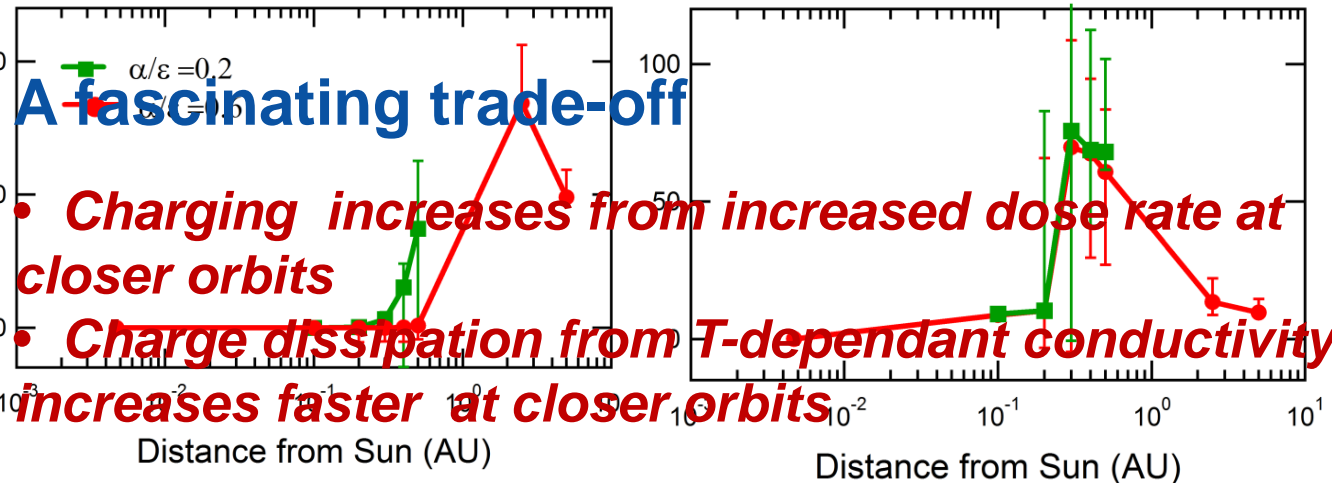 α/ε =0.2
A fascinating trade-off
100
50
• Charging increases from increased dose rate at
closer orbits
• Charge dissipation from T-dependant conductivity
increases faster at closer orbits
10-2 10-1 100 101
Distance from Sun (AU)
Distance from Sun (AU)